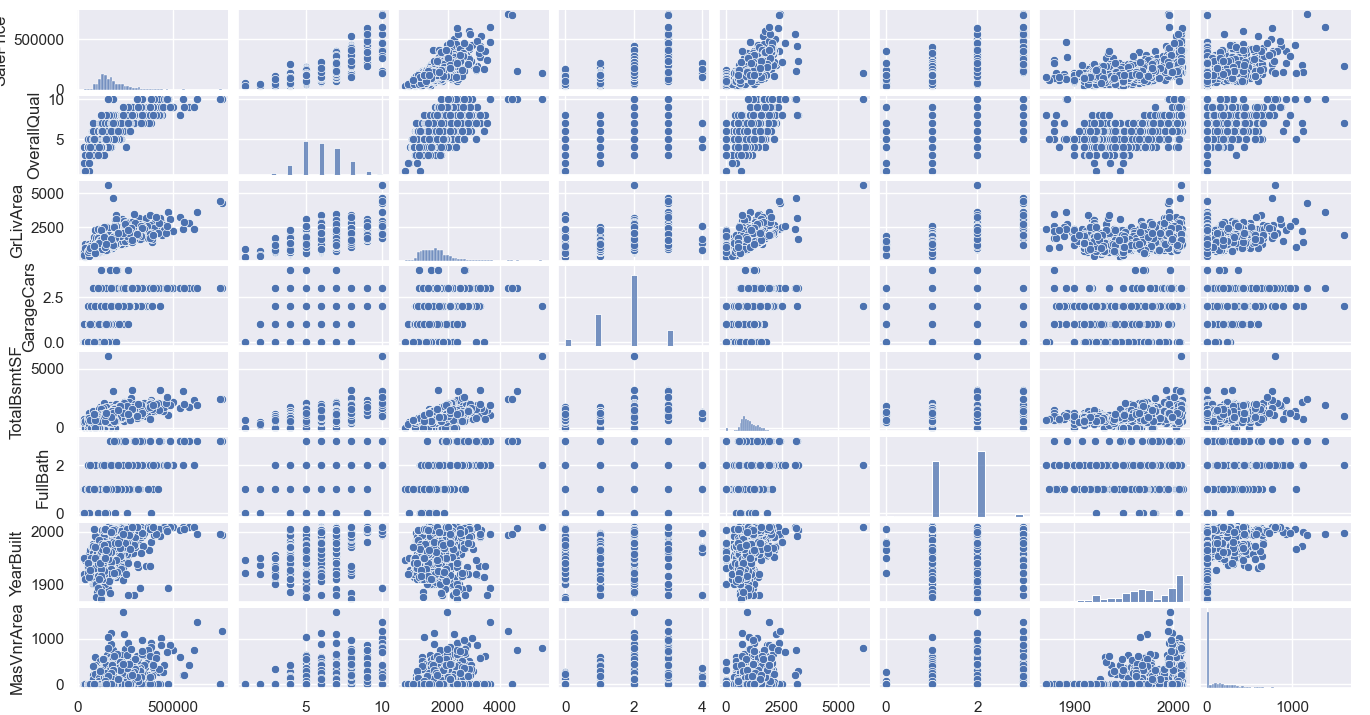 SalePrice
500000
0
OverallQual
10
5
GrLivArea
5000
2500
GarageCars
2.5
0.0
TotalBsmtSF
5000
0
FullBath
2
0
YearBuilt
2000
1900
MasVnrArea
1000
0
0 500000 5 10 2000 4000 0 2 4 0 2500 5000 0 2 1900 2000 0 1000